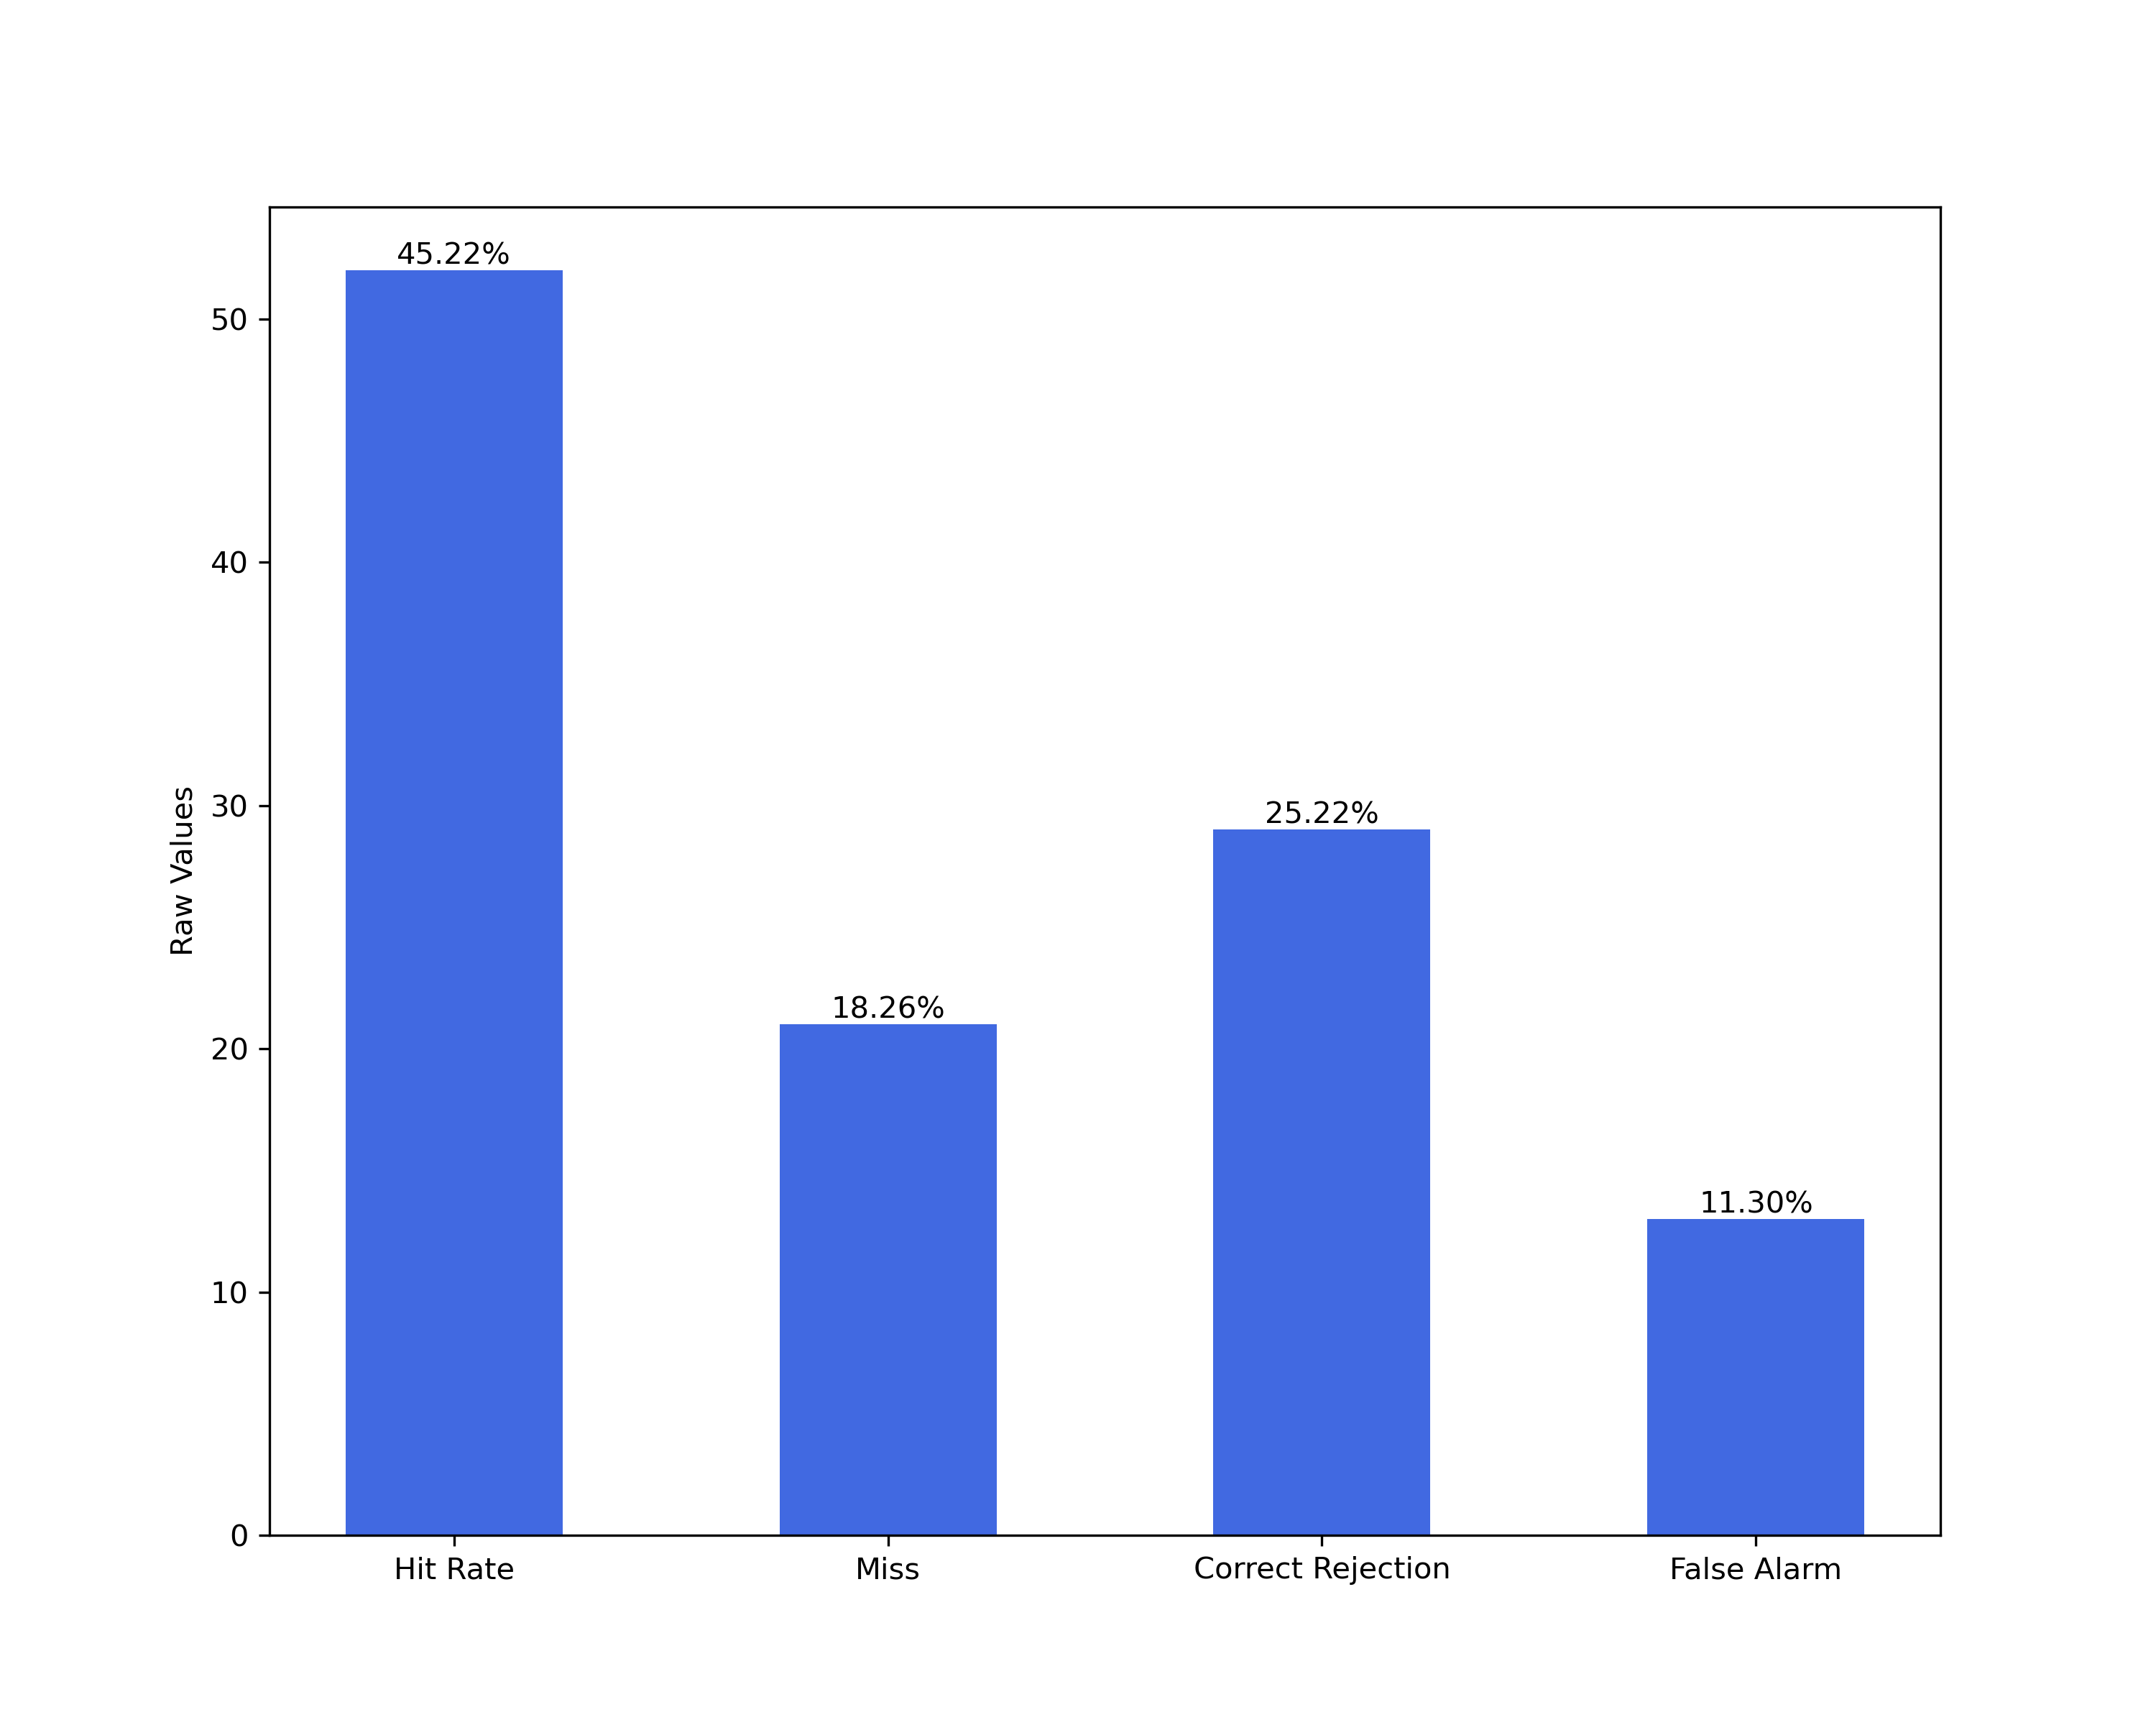 45.22%
50
40
30
25.22%
Raw Values
18.26%
20
11.30%
10
0
Hit Rate
Miss
Correct Rejection
False Alarm